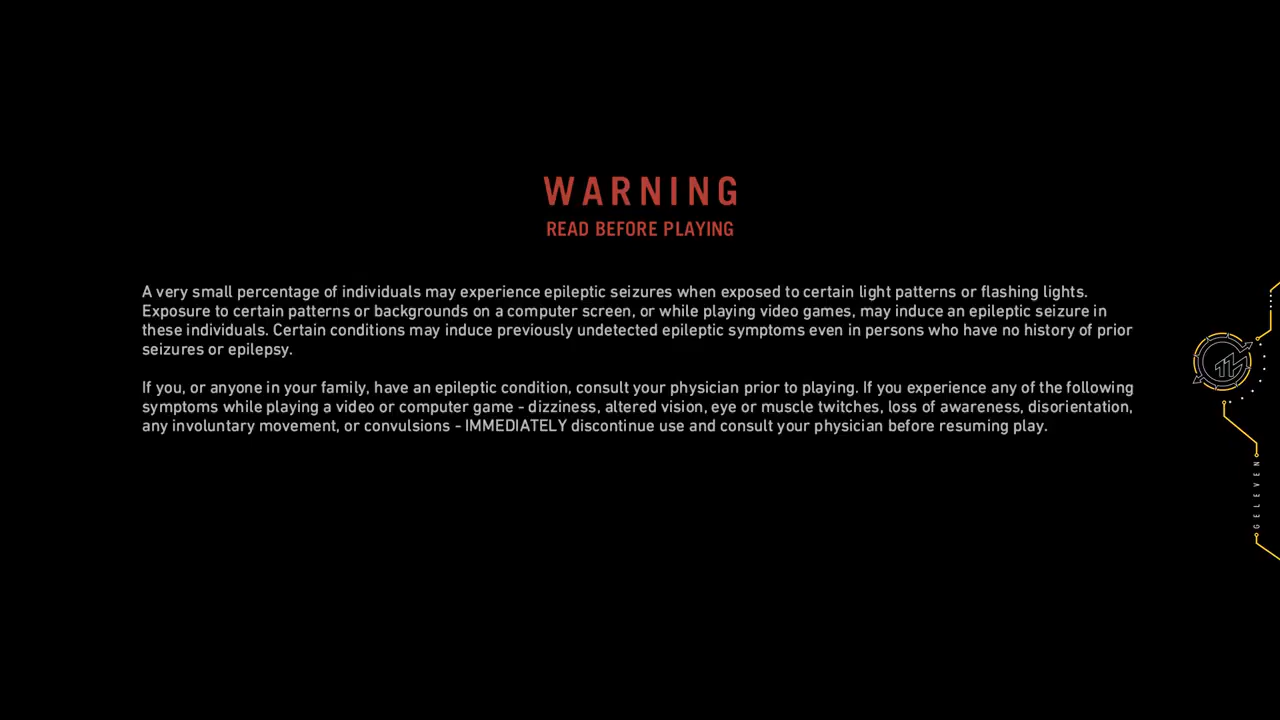 WARNING
READ BEFORE PLAYING
A very small percentage of individuals may experience epileptic seizures when exposed to certain light patterns or flashing lights.
Exposure to certain patterns or backgrounds on a computer screen, or while playing video games, may induce an epileptic seizure in
these individuals. Certain conditions may induce previously undetected epileptic symptoms even in persons who have no history of prior
seizures or epilepsy.
If you, or anyone in your family, have an epileptic condition, consult your physician prior to playing. If you experience any of the following
symptoms while playing a video or computer game - dizziness, altered vision, eye or muscle twitches, loss of awareness, disorientation,
any involuntary movement, or convulsions - IMMEDIATELY discontinue use and consult your physician before resuming play.
GELEVEN